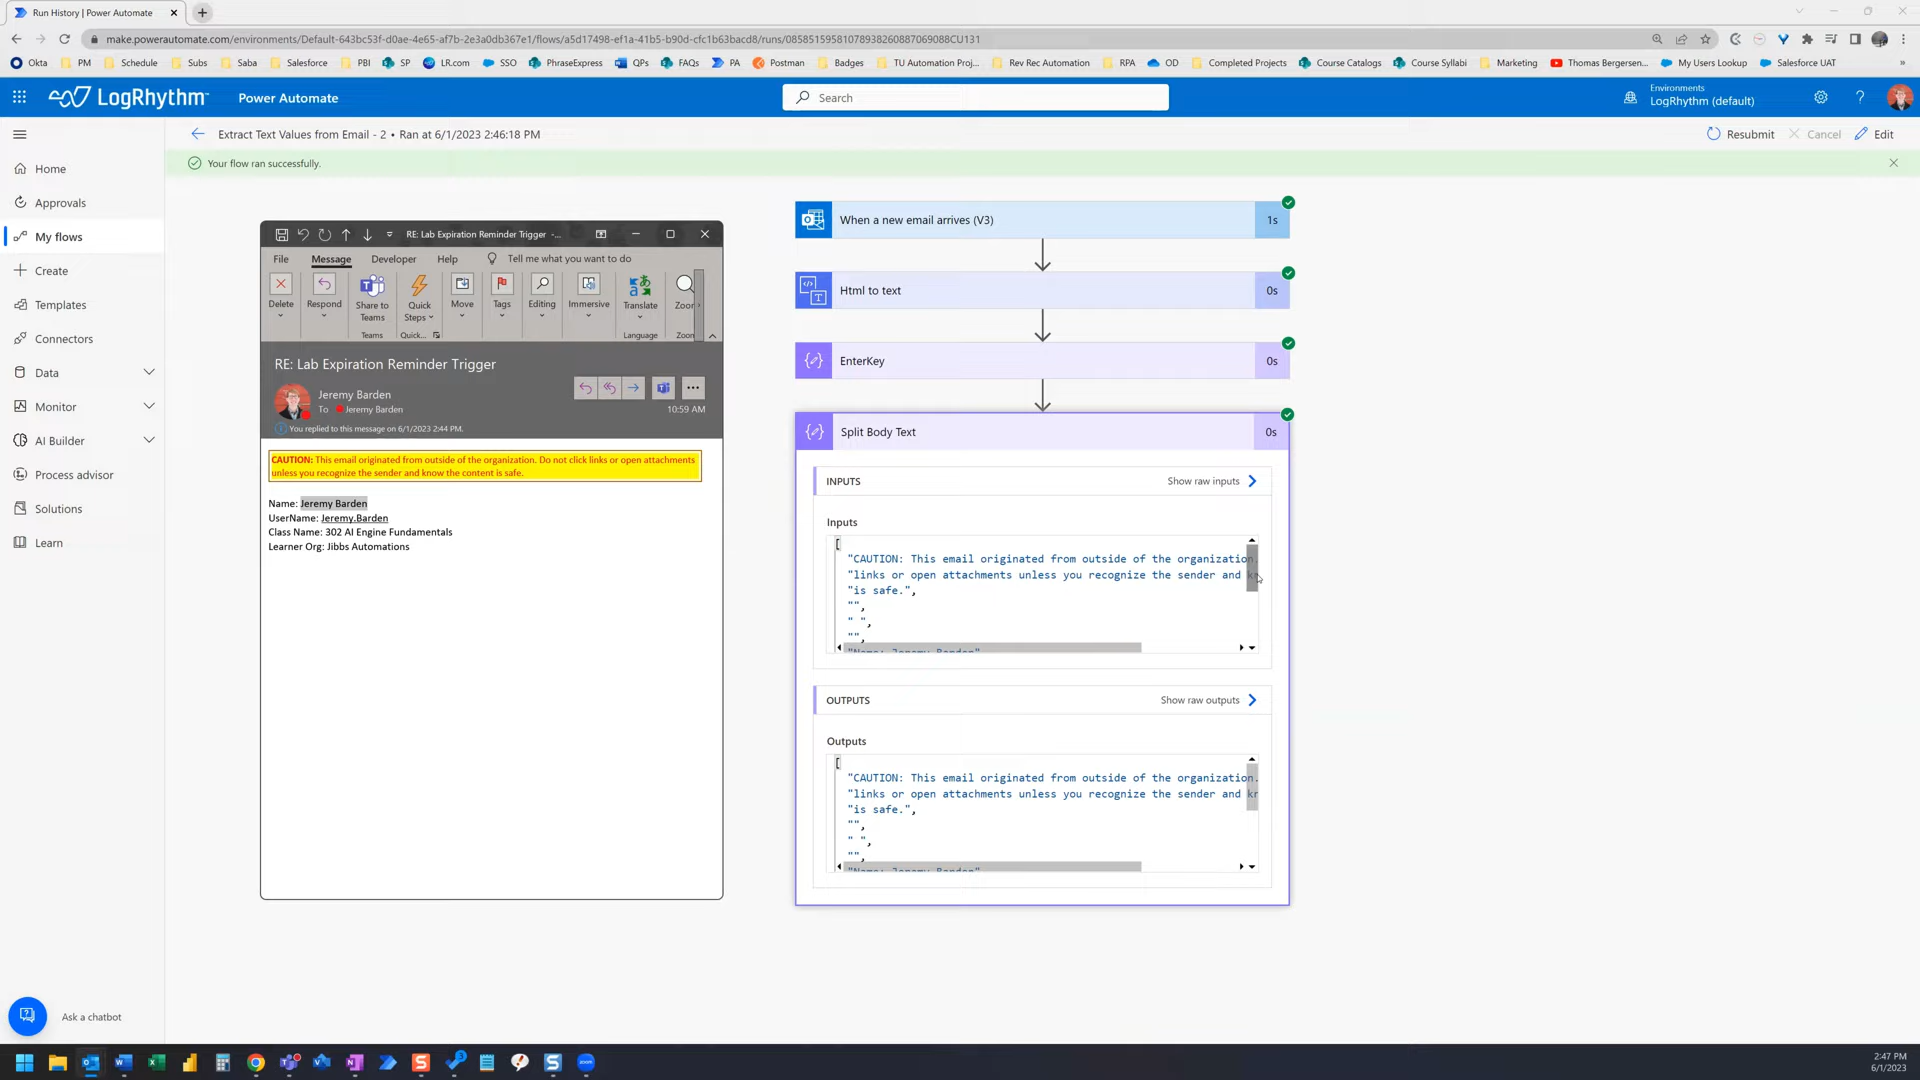 Run History | Power Automate
make.powerautomate.com/environments/Default-643bc53f-d0ae-4e65-af7b-2e3a0db367e1/flows/a5d17498-ef1a-41b5-b90d-cfc1b63bacd8/runs/08585159581078938260887069088CU131
Okta PM Schedule Subs Saba Salesforce PBI SP LR.com SSO PhraseExpress QPs FAQs PA Postman Badges TU Automation Proj... Rev Rec Automation RPA OD Completed Projects Course Catalogs Course Syllabi Marketing Thomas Bergersen... My Users Lookup Salesforce UAT »
LogRhythm Power Automate Search
Environments
LogRhythm (default)
Extract Text Values from Email - 2 • Ran at 6/1/2023 2:46:18 PM
Resubmit Cancel Edit
Your flow ran successfully.
Home
Approvals
My flows
Create
Templates
Connectors
Data
Monitor
AI Builder
Process advisor
Solutions
Learn
Ask a chatbot
RE: Lab Expiration Reminder Trigger -...
File Message Developer Help Tell me what you want to do
Delete Respond Share to Teams Quick Steps Move Tags Editing Immersive Translate Zoo
Teams Quick... Language Zoo
RE: Lab Expiration Reminder Trigger
Jeremy Barden
To Jeremy Barden
10:59 AM
You replied to this message on 6/1/2023 2:44 PM.
CAUTION: This email originated from outside of the organization. Do not click links or open attachments
unless you recognize the sender and know the content is safe.
Name: Jeremy Barden
UserName: Jeremy.Barden
Class Name: 302 AI Engine Fundamentals
Learner Org: Jibbs Automations
When a new email arrives (V3) 1s
Html to text 0s
EnterKey 0s
Split Body Text 0s
INPUTS Show raw inputs
Inputs
[
"CAUTION: This email originated from outside of the organization
"links or open attachments unless you recognize the sender and kn
"is safe.",
"",
" ",
"",
"Name: Jeremy Barden"
OUTPUTS Show raw outputs
Outputs
[
"CAUTION: This email originated from outside of the organization.
"links or open attachments unless you recognize the sender and kn
"is safe.",
"",
" ",
"",
"Name: Jeremy Barden"
2:47 PM
6/1/2023